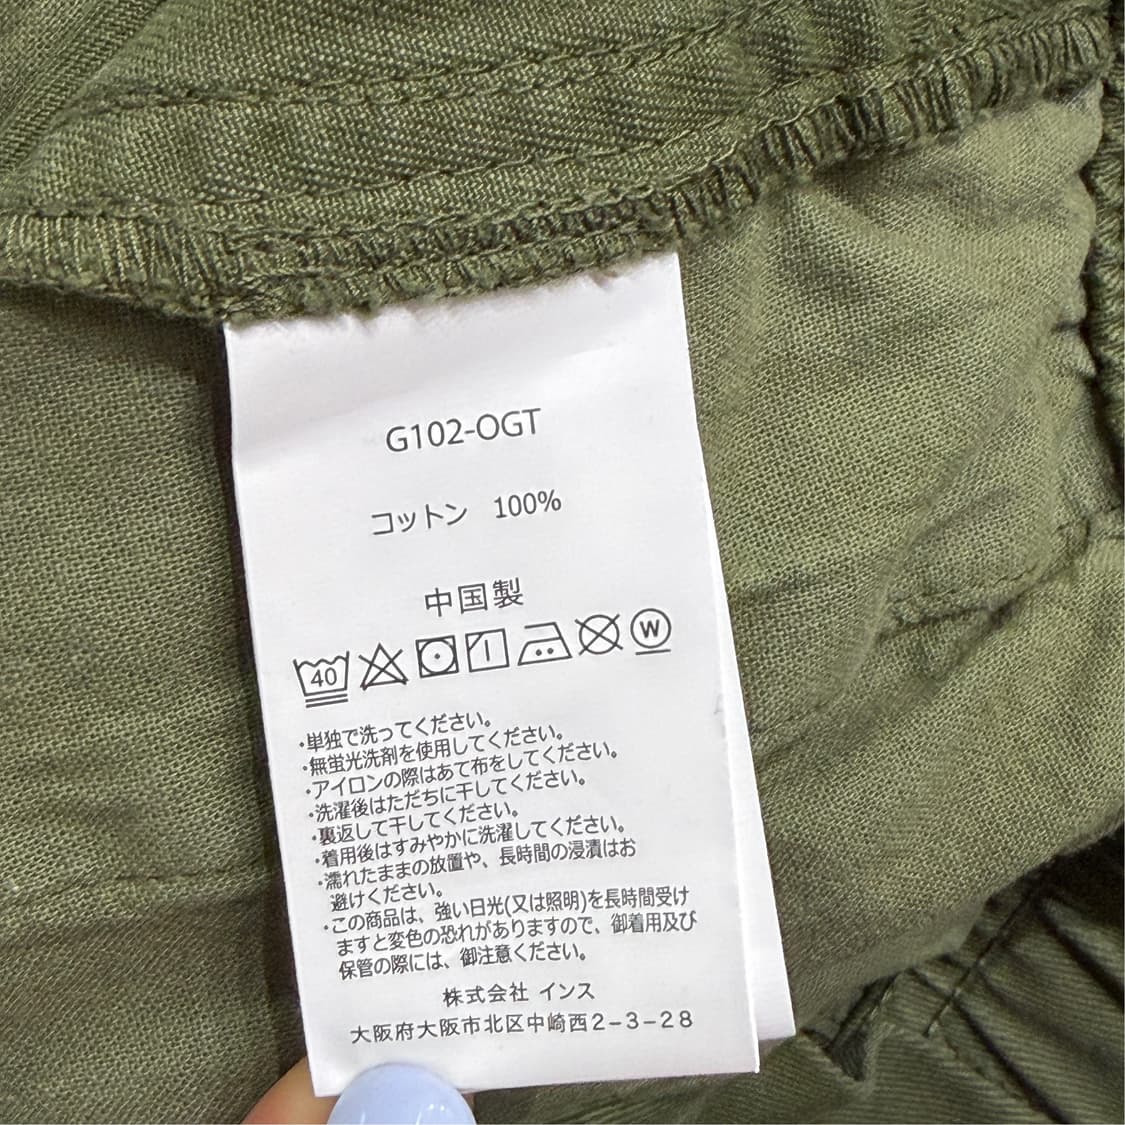 G102-OGT
コットン 100%
中国製
40 W
・単独で洗ってください。
・無蛍光洗剤を使用してください。
・アイロンの際はあて布をしてください。
・洗濯後はただちに干してください。
・裏返して干してください。
・着用後はすみやかに洗濯してください。
・濡れたままの放置や、長時間の浸漬はお
避けください。
・この商品は、強い日光(又は照明)を長時間受け
ますと変色の恐れがありますので、御着用及び
保管の際には、御注意ください。
株式会社 インス
大阪府大阪市北区中崎西2-3-28